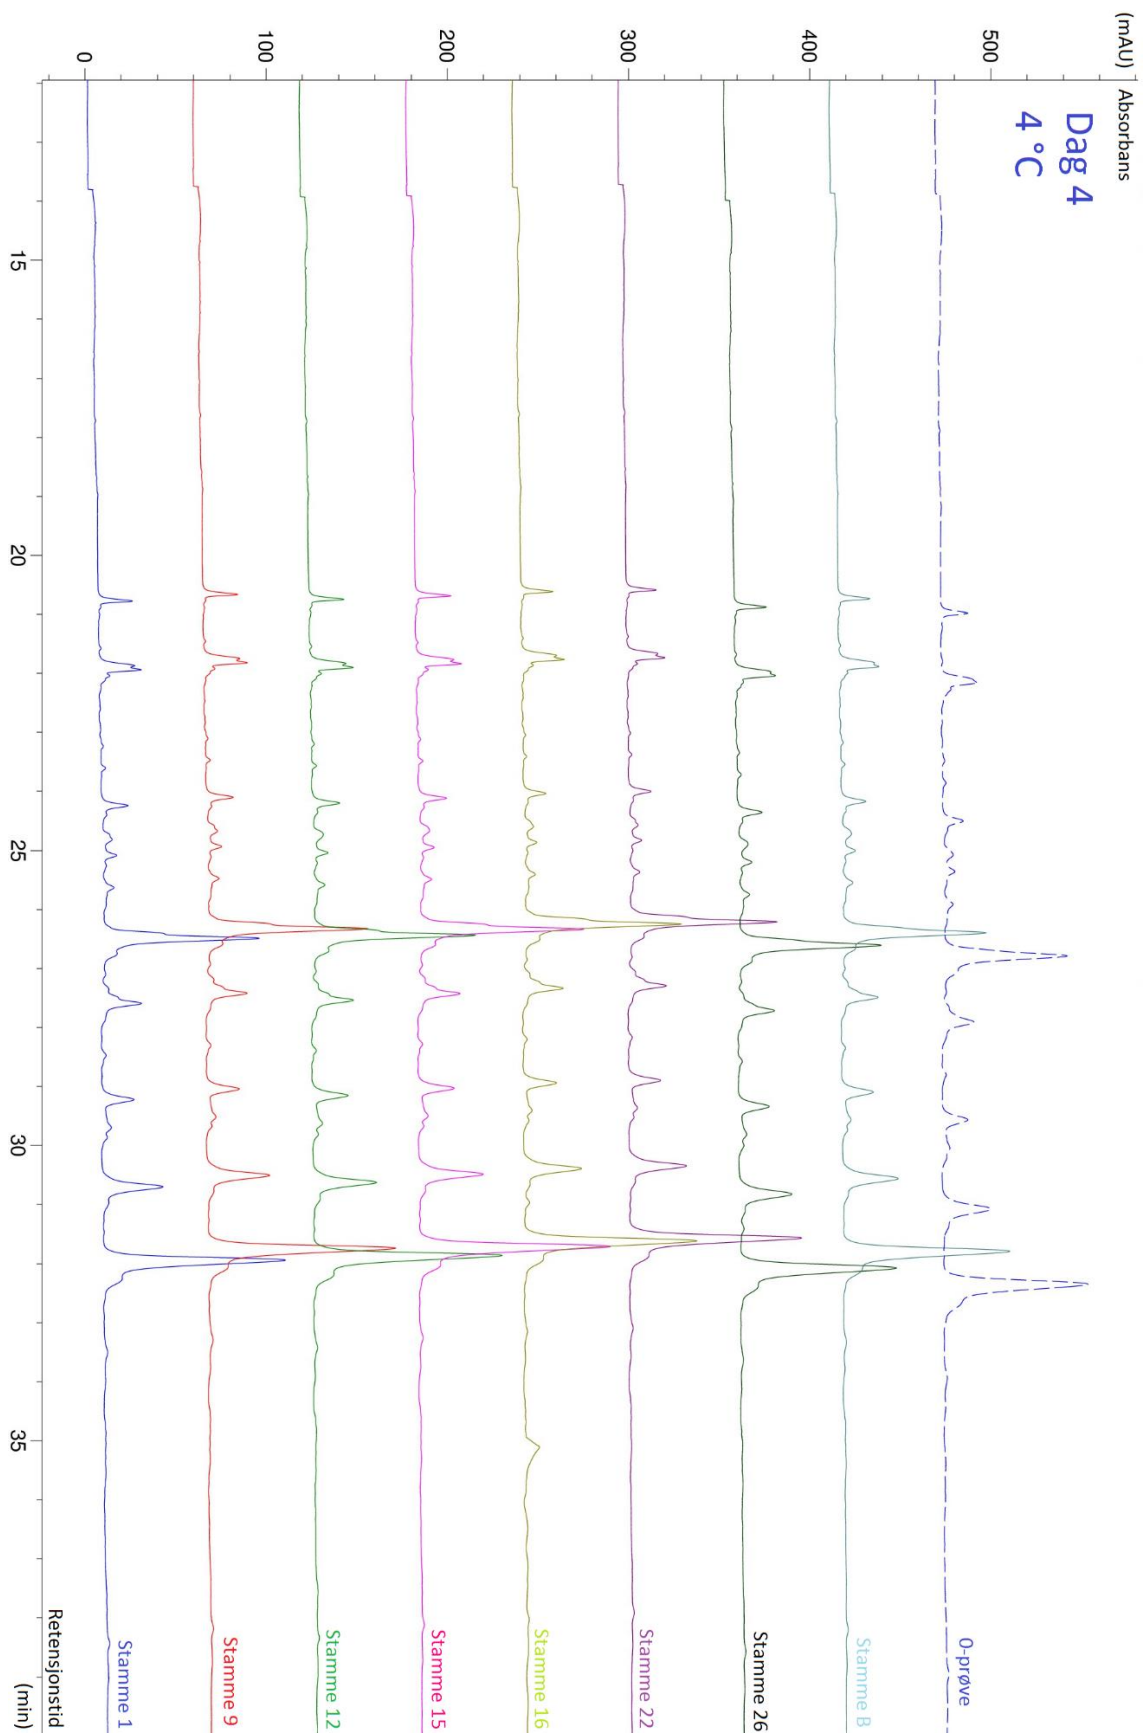 Absorbans
(mAU)
Dag 4
4 °C
500
400
300
200
100
0
0-prøve
Stamme B
Stamme 26
Stamme 22
Stamme 16
Stamme 15
Stamme 12
Stamme 9
Stamme 1
15
20
25
30
35
Retensjonstid
(min)